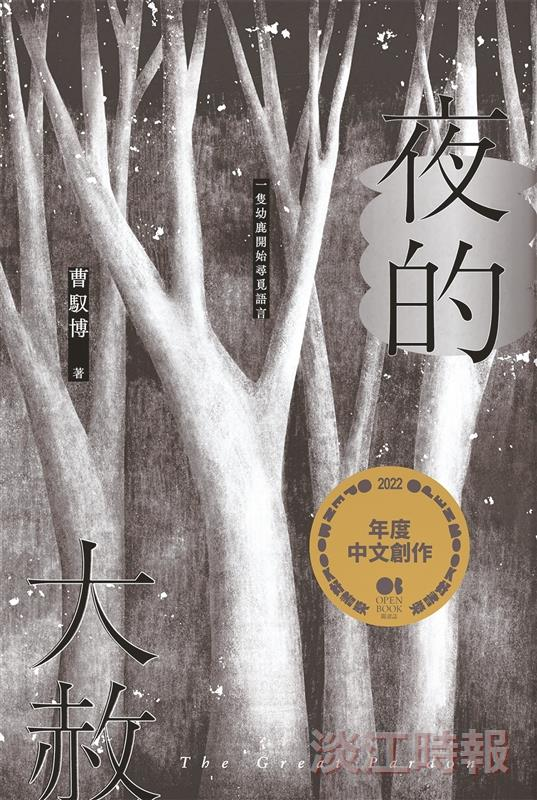 夜的
大赦
一隻幼鹿開始尋覓語言
曹馭博 著
2022
年度
中文創作
OPEN
BOOK
閱讀誌
The Great Pardon
淡江時報